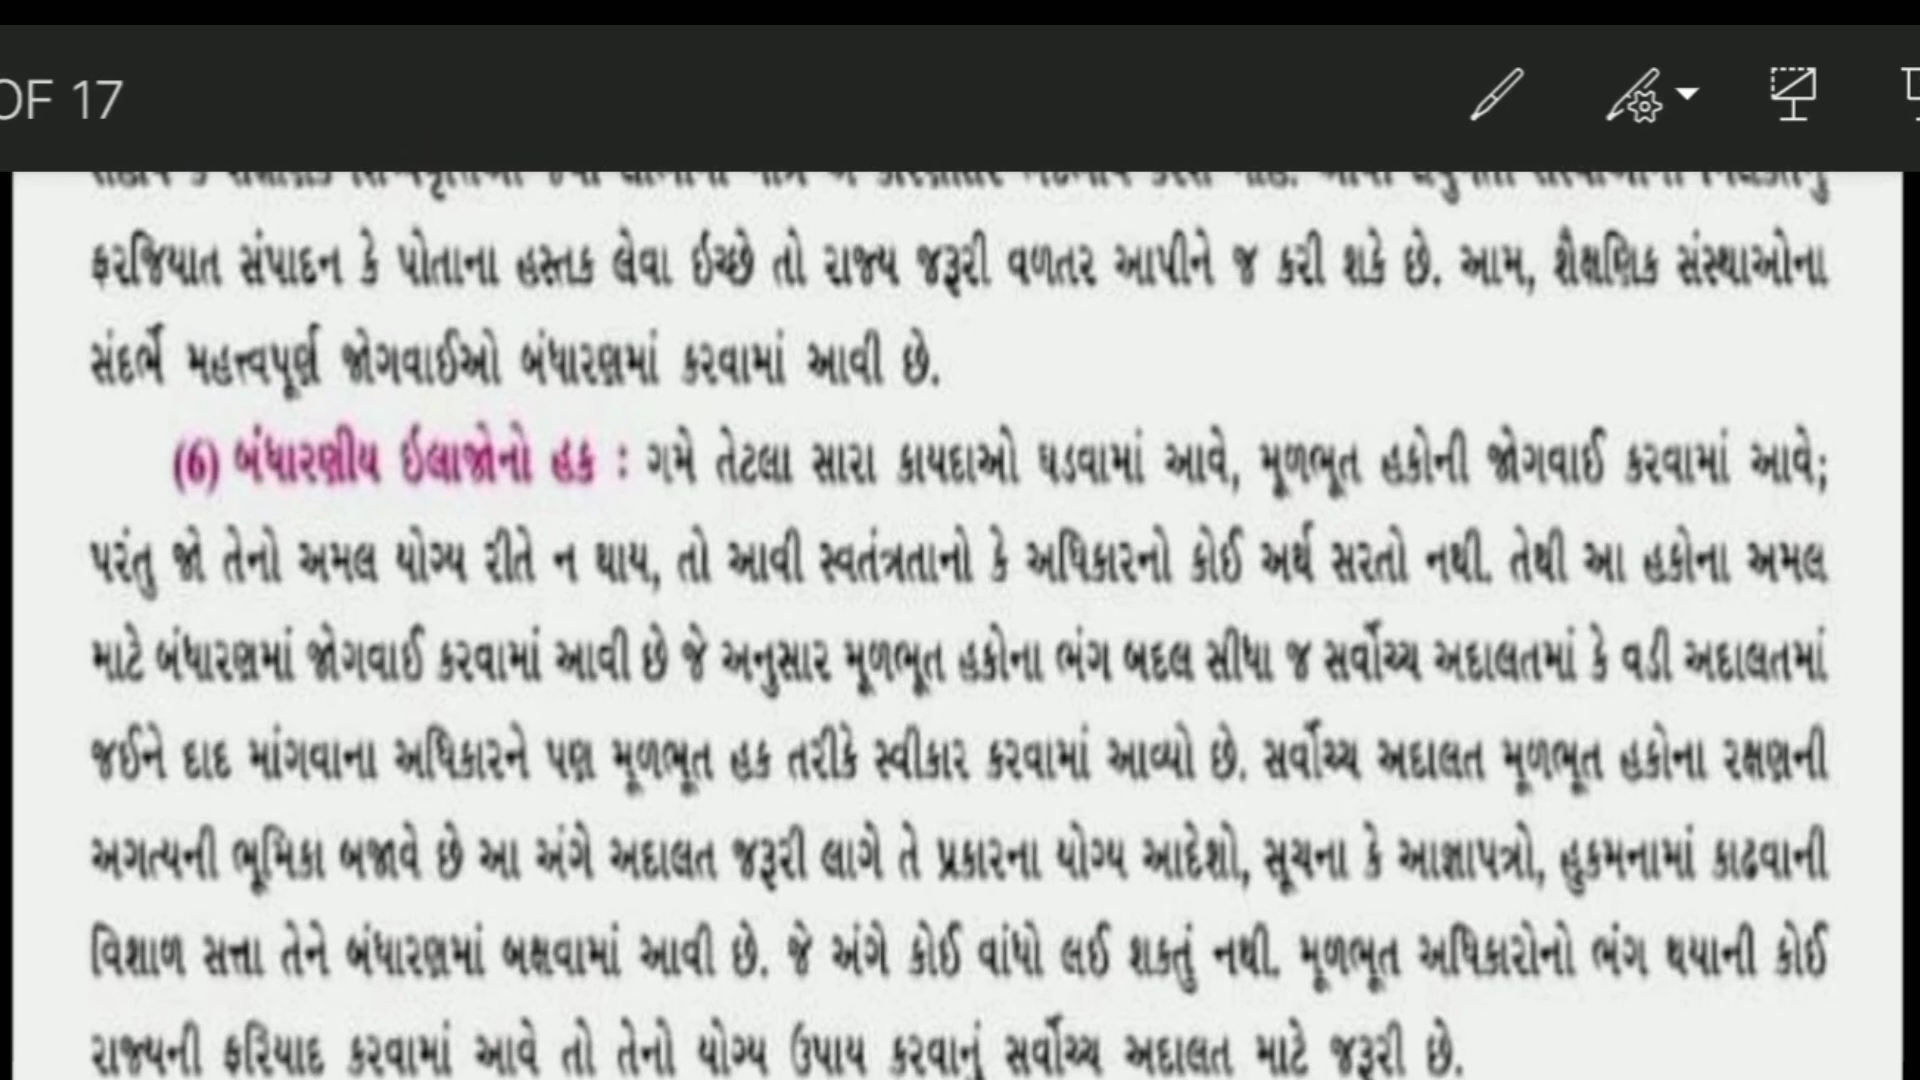 OF 17
ફરજિયાત સંપાદન કે પોતાના હસ્તક લેવા ઈચ્છે તો રાજ્ય જરૂરી વળતર આપીને જ કરી શકે છે. આમ, શૈક્ષણિક સંસ્થાઓના
સંદર્ભે મહત્ત્વપૂર્ણ જોગવાઈઓ બંધારણમાં કરવામાં આવી છે.
(6) બંધારણીય ઈલાજોનો હક : ગમે તેટલા સારા કાયદાઓ ઘડવામાં આવે, મૂળભૂત હકોની જોગવાઈ કરવામાં આવે;
પરંતુ જો તેનો અમલ યોગ્ય રીતે ન થાય, તો આવી સ્વતંત્રતાનો કે અધિકારનો કોઈ અર્થ સરતો નથી. તેથી આ હકોના અમલ
માટે બંધારણમાં જોગવાઈ કરવામાં આવી છે જે અનુસાર મૂળભૂત હકોના ભંગ બદલ સીધા જ સર્વોચ્ચ અદાલતમાં કે વડી અદાલતમાં
જઈને દાદ માંગવાના અધિકારને પણ મૂળભૂત હક તરીકે સ્વીકાર કરવામાં આવ્યો છે. સર્વોચ્ચ અદાલત મૂળભૂત હકોના રક્ષણની
અગત્યની ભૂમિકા બજાવે છે આ અંગે અદાલત જરૂરી લાગે તે પ્રકારના યોગ્ય આદેશો, સૂચના કે આજ્ઞાપત્રો, હુકમનામાં કાઢવાની
વિશાળ સત્તા તેને બંધારણમાં બક્ષવામાં આવી છે. જે અંગે કોઈ વાંધો લઈ શકતું નથી. મૂળભૂત અધિકારોનો ભંગ થયાની કોઈ
રાજ્યની ફરિયાદ કરવામાં આવે તો તેનો યોગ્ય ઉપાય કરવાનું સર્વોચ્ચ અદાલત માટે જરૂરી છે.